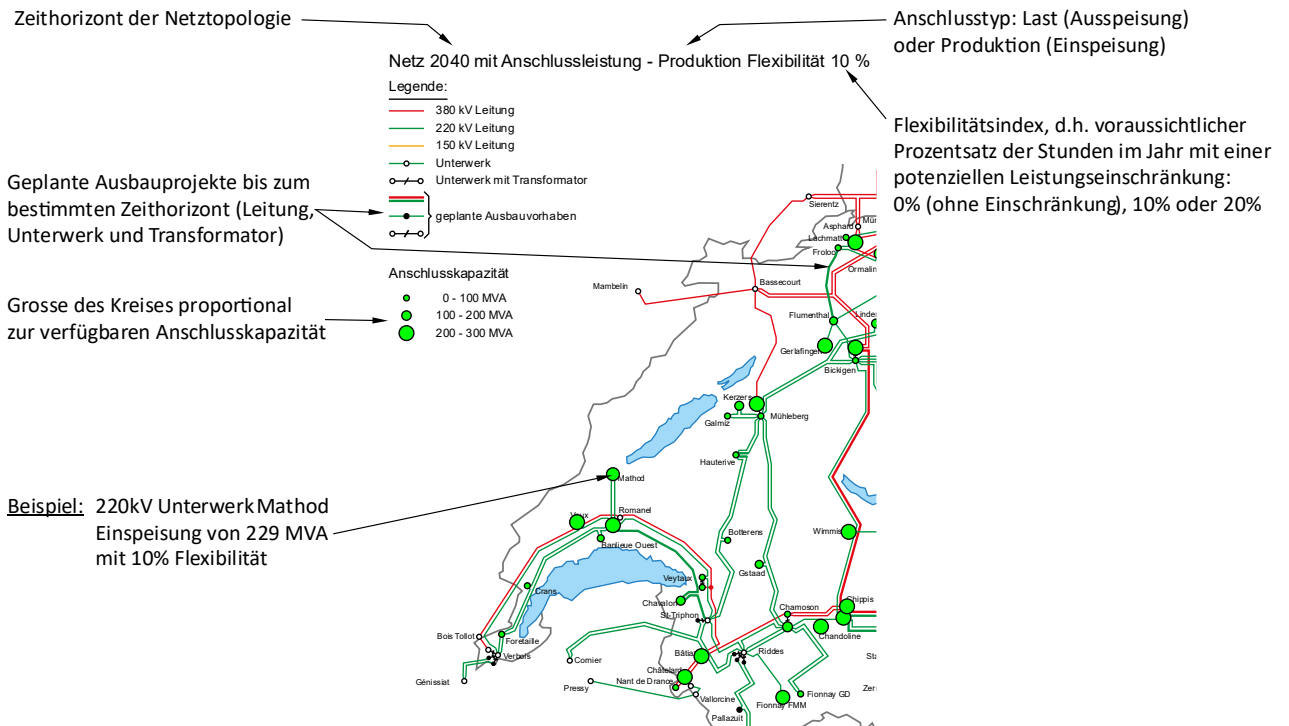 Zeithorizont der Netztopologie
Anschlusstyp: Last (Ausspeisung)
oder Produktion (Einspeisung)
Netz 2040 mit Anschlussleistung - Produktion Flexibilität 10 %
Legende:
380 kV Leitung
220 kV Leitung
150 kV Leitung
Unterwerk
Unterwerk mit Transformator
geplante Ausbauvorhaben
Flexibilitätsindex, d.h. voraussichtlicher
Prozentsatz der Stunden im Jahr mit einer
potenziellen Leistungseinschränkung:
0% (ohne Einschränkung), 10% oder 20%
Geplante Ausbauprojekte bis zum
bestimmten Zeithorizont (Leitung,
Unterwerk und Transformator)
Anschlusskapazität
0 - 100 MVA
100 - 200 MVA
200 - 300 MVA
Grosse des Kreises proportional
zur verfügbaren Anschlusskapazität
Beispiel: 220kV Unterwerk Mathod
Einspeisung von 229 MVA
mit 10% Flexibilität
Sierentz
Asphard
Lachmatt
Froloo
Bassecourt
Mambelin
Flumenthal
Gerlafingen
Bickigen
Kerzers
Galmiz
Mühleberg
Hauterive
Mathod
Romanel
Banlieue Ouest
Botterens
Gstaad
Veytaux
Crans
Chavalon
St-Triphon
Chamoson
Chippis
Chandoline
Bois Tollot
Foretaille
Verbois
Cornier
Génissiat
Pressy
Riddes
Châtelard
Nant de Drance
Vallorcine
Pallazuit
Fionnay GD
Fionnay FMM